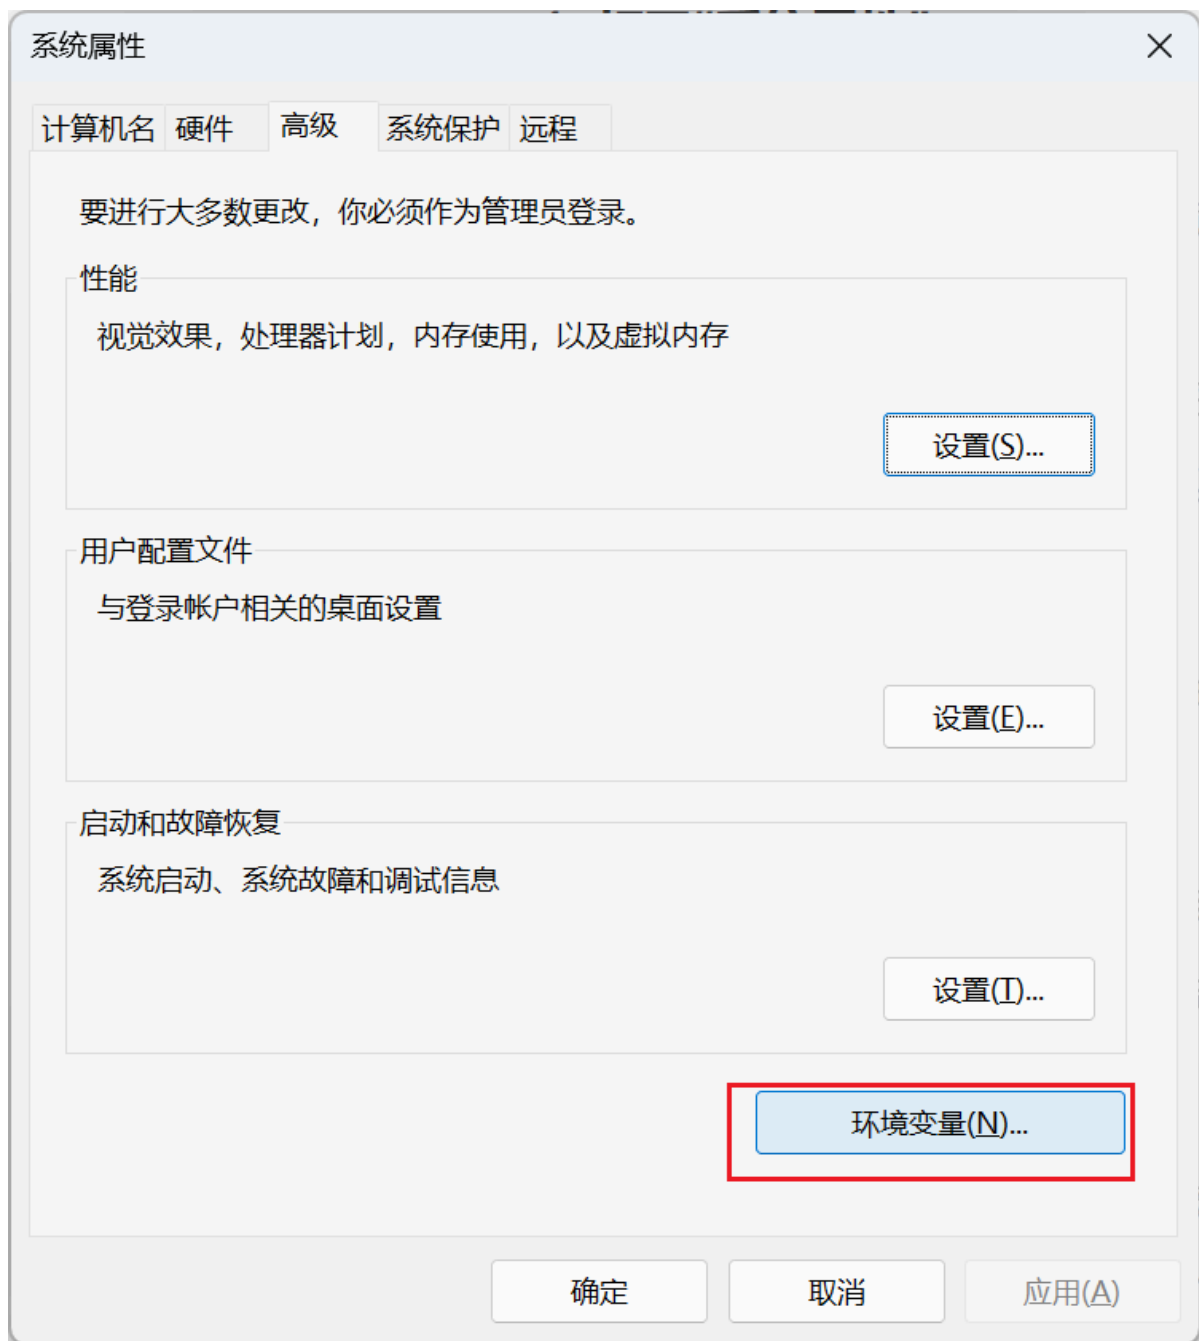 系统属性
计算机名 硬件 高级 系统保护 远程
要进行大多数更改，你必须作为管理员登录。
性能
视觉效果，处理器计划，内存使用，以及虚拟内存
设置(S)...
用户配置文件
与登录帐户相关的桌面设置
设置(E)...
启动和故障恢复
系统启动、系统故障和调试信息
设置(T)...
环境变量(N)...
确定 取消 应用(A)